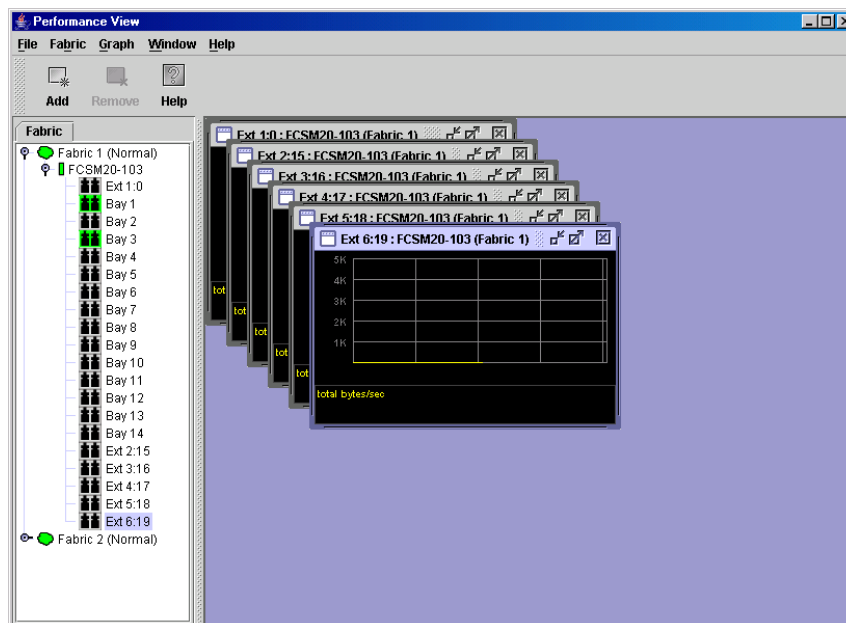 Performance View
File Fabric Graph Window Help
Add Remove Help
Fabric
Fabric 1 (Normal)
FCSM20-103
Ext 1:0
Bay 1
Bay 2
Bay 3
Bay 4
Bay 5
Bay 6
Bay 7
Bay 8
Bay 9
Bay 10
Bay 11
Bay 12
Bay 13
Bay 14
Ext 2:15
Ext 3:16
Ext 4:17
Ext 5:18
Ext 6:19
Fabric 2 (Normal)
Ext 1:0 : FCSM20-103 (Fabric 1)
Ext 2:15 : FCSM20-103 (Fabric 1)
Ext 3:16 : FCSM20-103 (Fabric 1)
Ext 4:17 : FCSM20-103 (Fabric 1)
Ext 5:18 : FCSM20-103 (Fabric 1)
Ext 6:19 : FCSM20-103 (Fabric 1)
tot
tot
tot
tot
tot
5K
4K
3K
2K
1K
total bytes/sec